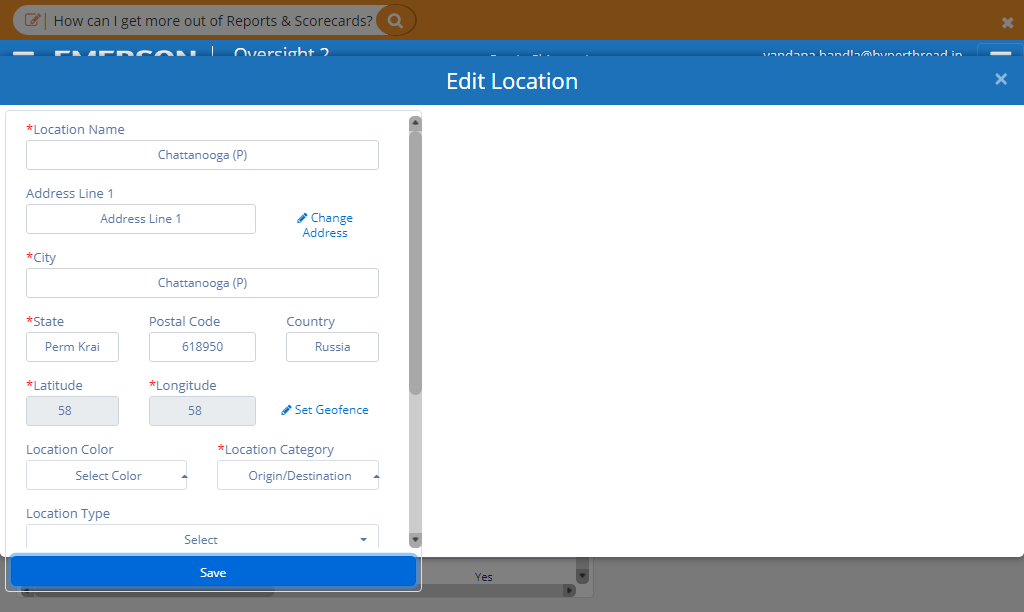 How can I get more out of Reports & Scorecards?
EMERSON Oversight 2 vandana.bandla@hyperthread.in
Edit Location
*Location Name
Chattanooga (P)
Address Line 1
Address Line 1
Change
Address
*City
Chattanooga (P)
*State Postal Code Country
Perm Krai 618950 Russia
*Latitude *Longitude
58 58 Set Geofence
Location Color *Location Category
Select Color Origin/Destination
Location Type
Select
Save
Yes